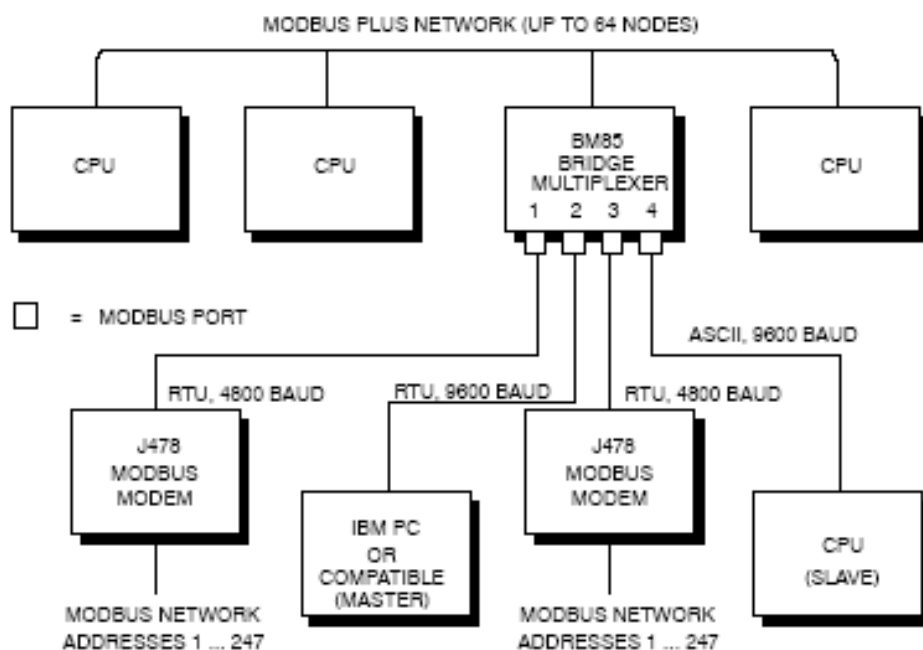 MODBUS PLUS NETWORK (UP TO 64 NODES)
CPU
CPU
BM85
BRIDGE
MULTIPLEXER
1 2 3 4
CPU
= MODBUS PORT
ASCII, 9600 BAUD
RTU, 4800 BAUD
RTU, 9600 BAUD
RTU, 4800 BAUD
J478
MODBUS
MODEM
IBM PC
OR
COMPATIBLE
(MASTER)
J478
MODBUS
MODEM
CPU
(SLAVE)
MODBUS NETWORK
ADDRESSES 1 ... 247
MODBUS NETWORK
ADDRESSES 1 ... 247